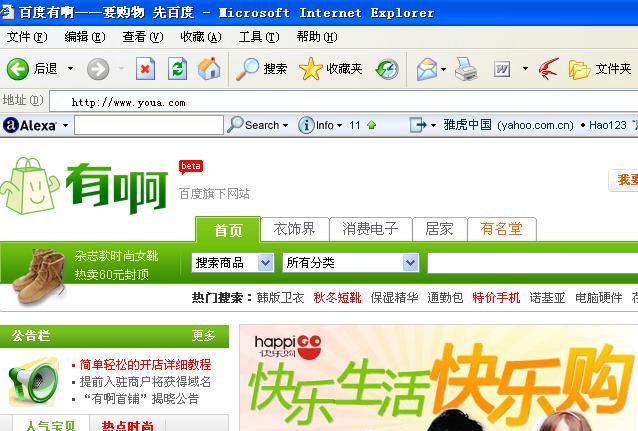 百度有啊——要购物 先百度 - Microsoft Internet Explorer
文件(F) 编辑(E) 查看(V) 收藏(A) 工具(T) 帮助(H)
后退 搜索 收藏夹 文件夹
地址(D) http://www.youa.com
Alexa Search Info 11 雅虎中国 (yahoo.com.cn) • Hao123
有啊 beta
百度旗下网站
我要
首页 衣饰界 消费电子 居家 有名堂
杂志款时尚女靴
热卖60元封顶
搜索商品 所有分类
热门搜索：韩版卫衣 秋冬短靴 保湿精华 通勤包 特价手机 诺基亚 电脑硬件
公告栏 更多
简单轻松的开店详细教程
提前入驻商户将获得域名
“有啊首铺”揭晓公告
人气宝贝 热点时尚
happiGO
快乐购
快乐生活快乐购